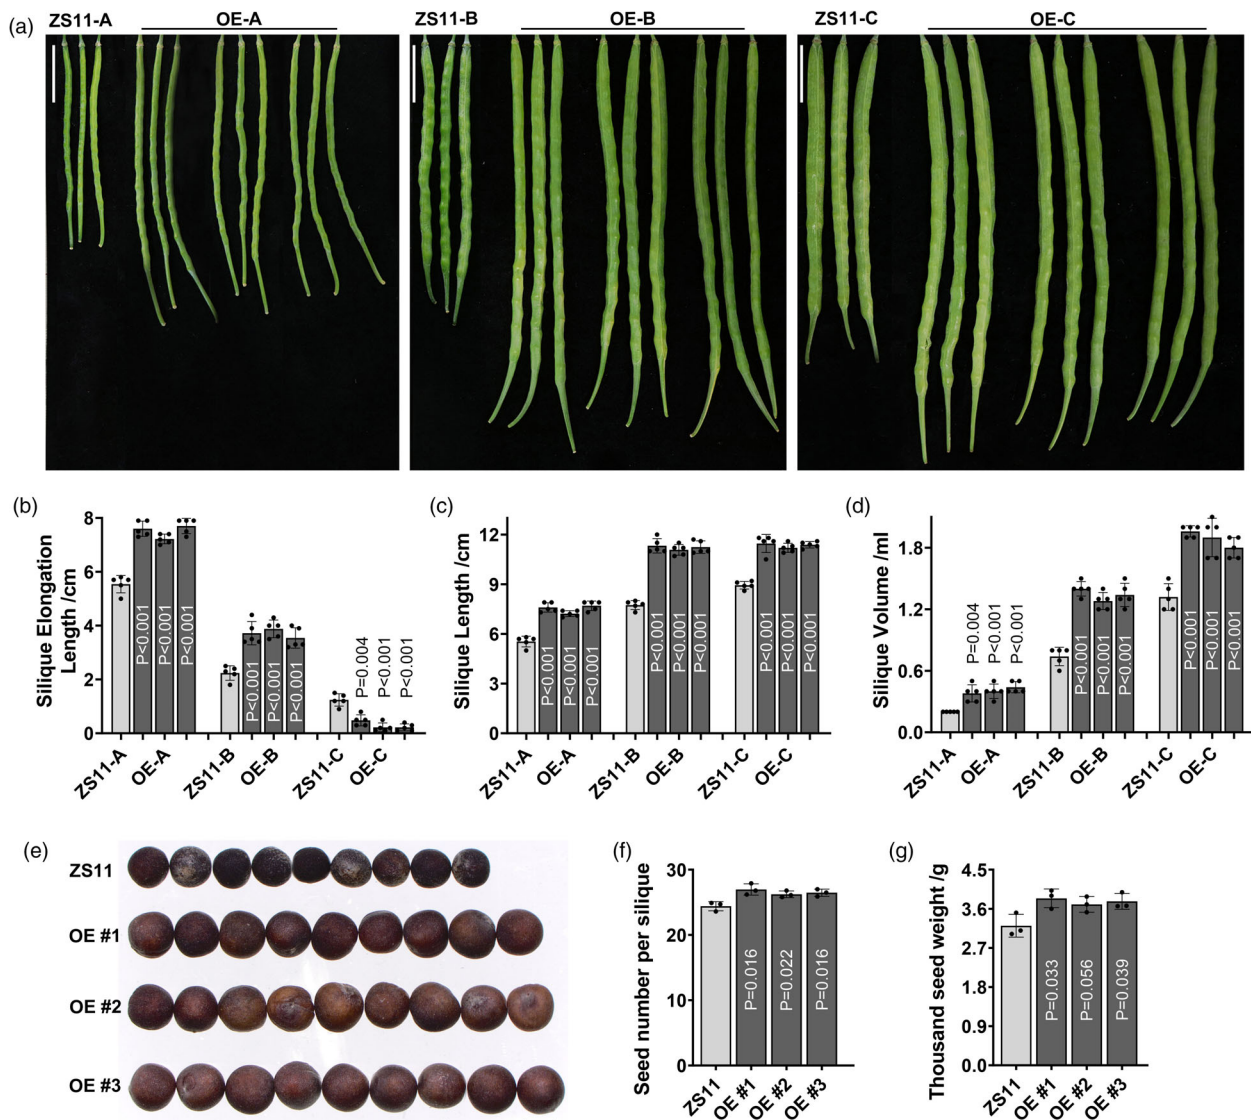 (a)
ZS11-A
OE-A
ZS11-B
OE-B
ZS11-C
OE-C
(b)
Silique Elongation
Length /cm
8
6
4
2
0
P<0.001
P<0.001
P<0.001
P<0.001
P<0.001
P<0.001
P=0.004
P<0.001
P<0.001
ZS11-A
OE-A
ZS11-B
OE-B
ZS11-C
OE-C
(c)
Silique Length /cm
12
9
6
3
0
P<0.001
P<0.001
P<0.001
P<0.001
P<0.001
P<0.001
P<0.001
P<0.001
P<0.001
ZS11-A
OE-A
ZS11-B
OE-B
ZS11-C
OE-C
(d)
Silique Volume /ml
1.8
1.2
0.6
0.0
P=0.004
P<0.001
P<0.001
P<0.001
P<0.001
P<0.001
P<0.001
P<0.001
P<0.001
ZS11-A
OE-A
ZS11-B
OE-B
ZS11-C
OE-C
(e)
ZS11
OE #1
OE #2
OE #3
(f)
Seed number per silique
30
20
10
0
P=0.016
P=0.022
P=0.016
ZS11
OE #1
OE #2
OE #3
(g)
Thousand seed weight /g
4.5
3.6
2.7
1.8
0.9
0.0
P=0.033
P=0.056
P=0.039
ZS11
OE #1
OE #2
OE #3